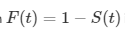 F(t) = 1 − S(t)